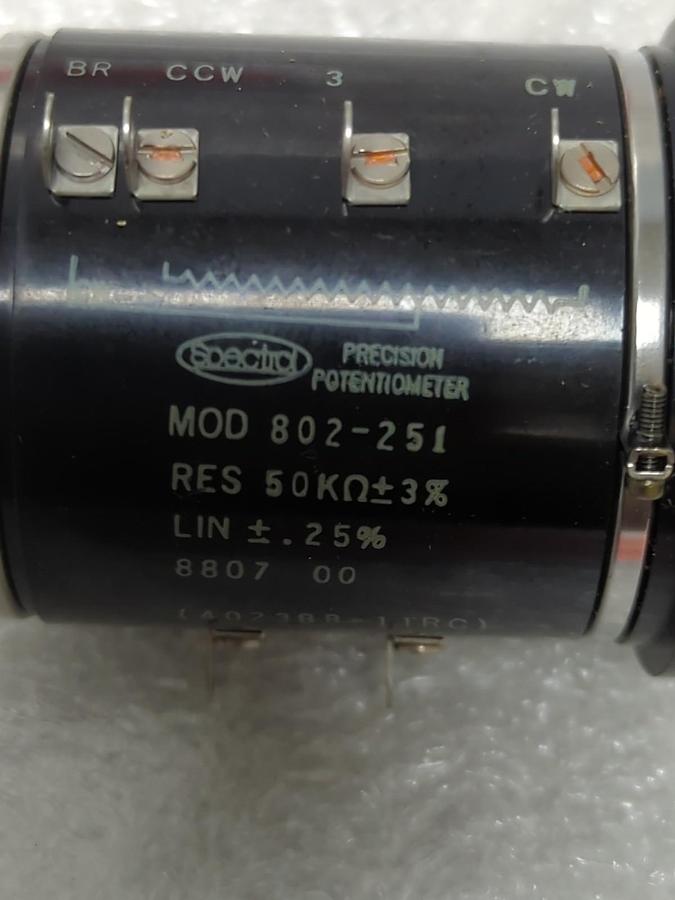 BR CCW 3 CW
Spectrol PRECISION
POTENTIOMETER
MOD 802-251
RES 50KΩ±3%
LIN ±.25%
8807 00